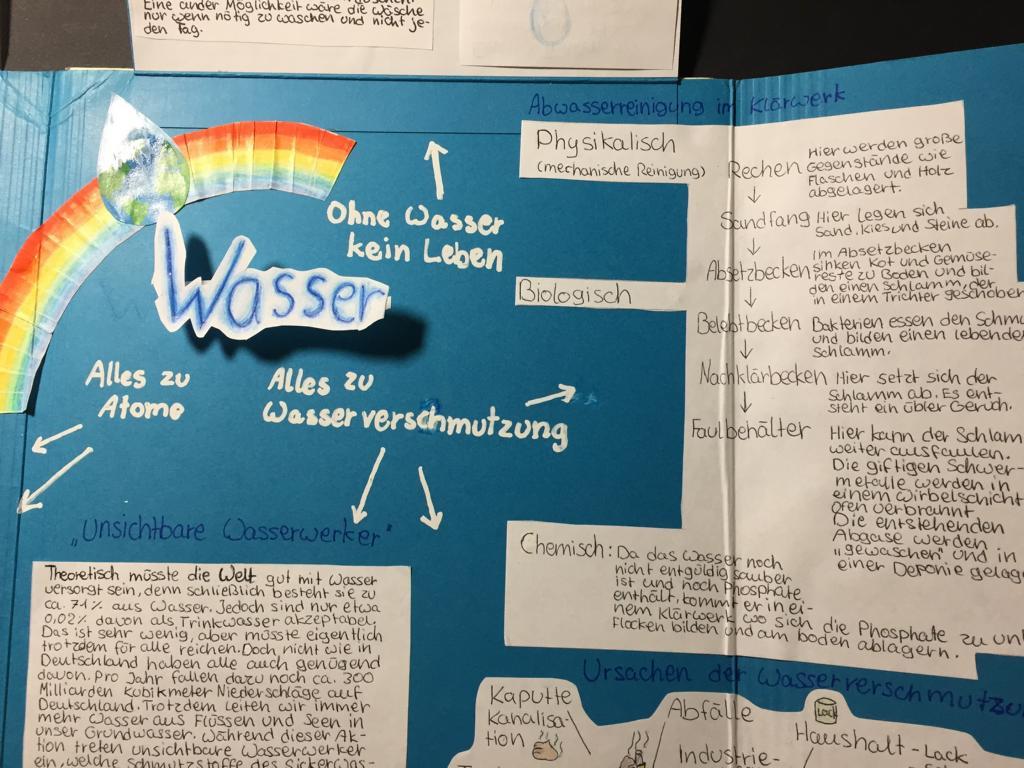 Eine ander Möglichkeit wäre die Wäsche
nur wenn nötig zu waschen und nicht je-
den Tag.
Ohne Wasser
kein Leben
Wasser
Alles zu
Atome
Alles zu
Wasserverschmutzung
„Unsichtbare Wasserwerker"
Theoretisch müsste die Welt gut mit Wasser
versorgt sein, denn schließlich besteht sie zu
ca. 71% aus Wasser. Jedoch sind nur etwa
0,02% davon als Trinkwasser akzeptabel.
Das ist sehr wenig, aber müsste eigentlich
trotzdem für alle reichen. Doch nicht wie in
Deutschland haben alle auch genügend
davon. Pro Jahr fallen dazu noch ca. 300
Milliarden Kubikmeter Niederschläge auf
Deutschland. Trotzdem leiten wir immer
mehr Wasser aus Flüssen und Seen in
unser Grundwasser. Während dieser Ak-
tion treten unsichtbare Wasserwerker
ein, welche Schmutzstoffe des Sickerwas-
Abwasserreinigung im Klärwerk
Physikalisch
(mechanische Reinigung)
Rechen
Hier werden große
Gegenstände wie
Flaschen und Holz
abgelagert.
Sandfang
Hier legen sich
Sand, Kies und Steine ab.
Absetzbecken
Im Absetzbecken
sinken Kot und Gemüse-
reste zu Boden und bil-
den einen Schlamm, der
in einem Trichter geschoben
Biologisch
Belebtbecken
Bakterien essen den Schmu
und bilden einen lebenden
Schlamm.
Nachklärbecken
Hier setzt sich der
Schlamm ab. Es ent-
steht ein übler Geruch.
Faulbehälter
Hier kann der Schlam
weiter ausfaulen.
Die giftigen Schwer-
metalle werden in
einem Wirbelschicht
ofen verbrannt
Die entstehenden
Abgase werden
„gewaschen" und in
einer Deponie gelage
Chemisch: Da das Wasser noch
nicht entgüldig sauber
ist und noch Phosphate
enthält, kommt er in ei-
nem Klärwerk wo sich die Phosphate zu unl
Flocken bilden und am boden ablagern.
Ursachen der Wasserverschmutzu
Kaputte
Kanalisa-
tion
Abfälle
Industrie-
LACK
Haushalt - Lack